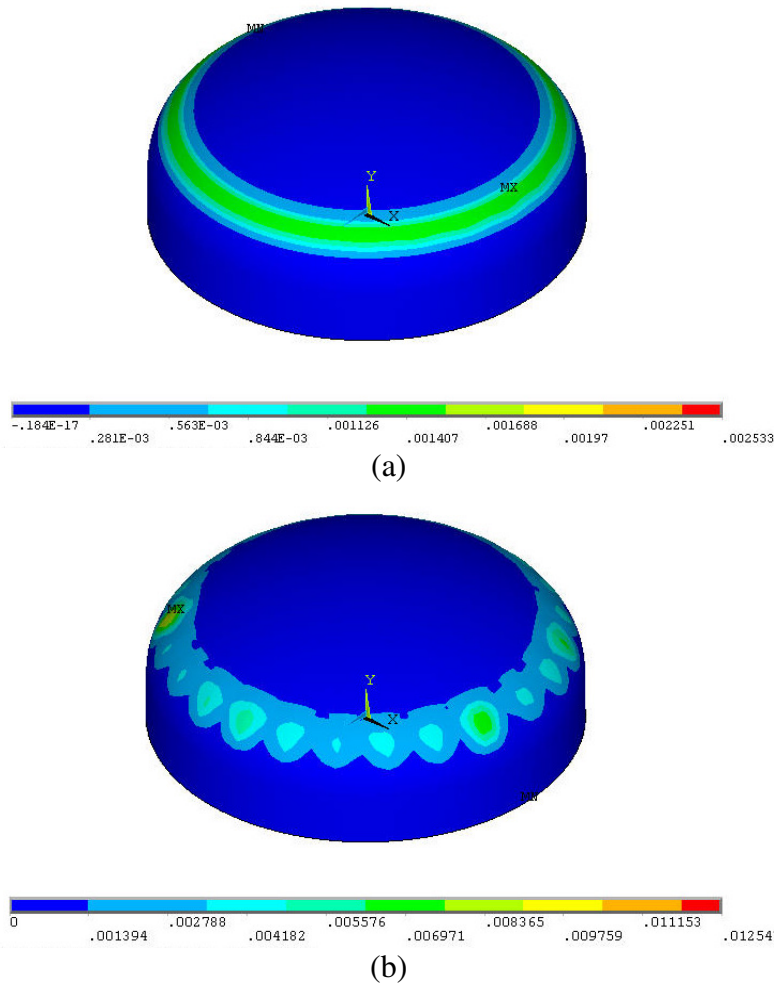 MN
MX
Y
X
-.184E-17 .563E-03 .001126 .001688 .002251
.281E-03 .844E-03 .001407 .00197 .002533
(a)
MX
Y
X
MN
0 .002788 .005576 .008365 .011153
.001394 .004182 .006971 .009759 .01254
(b)